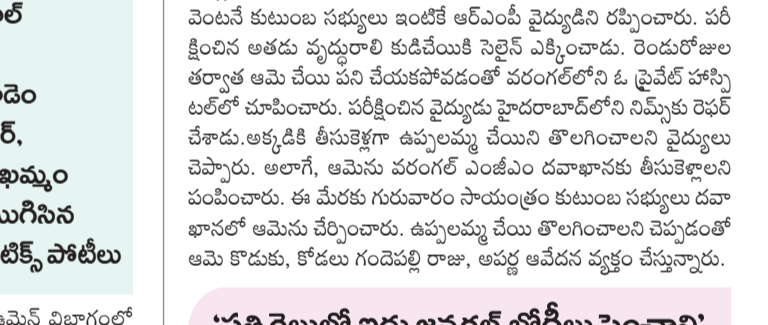 డెం
ర్,
ఖమ్మం
ముగిసిన
టిక్స్ పోటీలు
విభాగంలో
వెంటనే కుటుంబ సభ్యులు ఇంటికే ఆర్ఎంపీ వైద్యుడిని రప్పించారు. పరీ
క్షించిన అతడు వృద్ధురాలి కుడిచేయికి సెలైన్ ఎక్కించాడు. రెండురోజుల
తర్వాత ఆమె చేయి పని చేయకపోవడంతో వరంగల్‌లోని ఓ ప్రైవేట్ హాస్పి
టల్‌లో చూపించారు. పరీక్షించిన వైద్యుడు హైదరాబాద్‌లోని నిమ్స్‌కు రెఫర్
చేశాడు.అక్కడికి తీసుకెళ్లగా ఉప్పలమ్మ చేయిని తొలగించాలని వైద్యులు
చెప్పారు. అలాగే, ఆమెను వరంగల్ ఎంజీఎం దవాఖానకు తీసుకెళ్లాలని
పంపించారు. ఈ మేరకు గురువారం సాయంత్రం కుటుంబ సభ్యులు దవా
ఖానలో ఆమెను చేర్పించారు. ఉప్పలమ్మ చేయి తొలగించాలని చెప్పడంతో
ఆమె కొడుకు, కోడలు గందెపల్లి రాజు, అపర్ణ ఆవేదన వ్యక్తం చేస్తున్నారు.